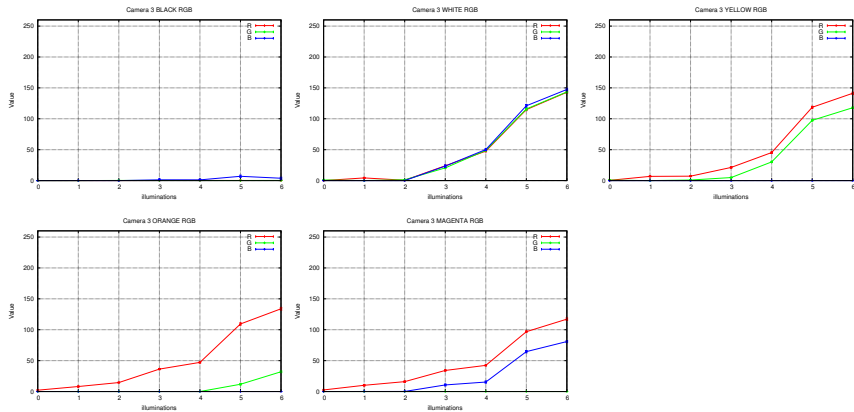 Camera 3 BLACK RGB
250
200
150
100
50
0
Value
0 1 2 3 4 5 6
illuminations
R
G
B
Camera 3 WHITE RGB
250
200
150
100
50
0
Value
0 1 2 3 4 5 6
illuminations
R
G
B
Camera 3 YELLOW RGB
250
200
150
100
50
0
Value
0 1 2 3 4 5 6
illuminations
R
G
B
Camera 3 ORANGE RGB
250
200
150
100
50
0
Value
0 1 2 3 4 5 6
illuminations
R
G
B
Camera 3 MAGENTA RGB
250
200
150
100
50
0
Value
0 1 2 3 4 5 6
illuminations
R
G
B